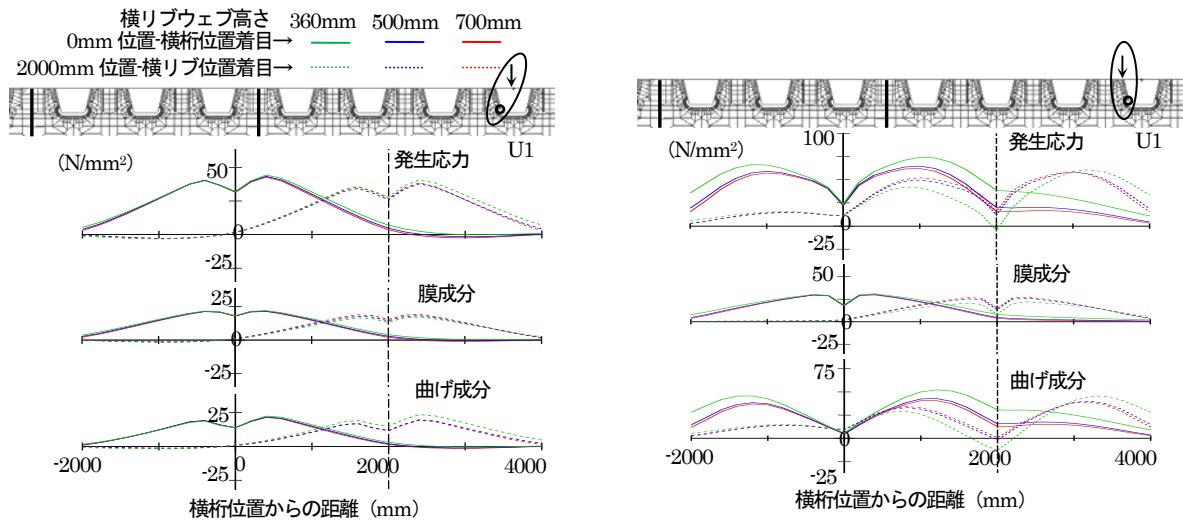 横リブウェブ高さ 360mm 500mm 700mm
0mm 位置-横桁位置着目→
2000mm 位置-横リブ位置着目→
U1
(N/mm²)
発生応力
50
0
-25
膜成分
25
0
-25
曲げ成分
25
0
-25
-2000 0 2000 4000
横桁位置からの距離（mm）
U1
(N/mm²)
発生応力
100
0
-25
膜成分
50
0
-25
曲げ成分
75
0
-25
-2000 0 2000 4000
横桁位置からの距離（mm）